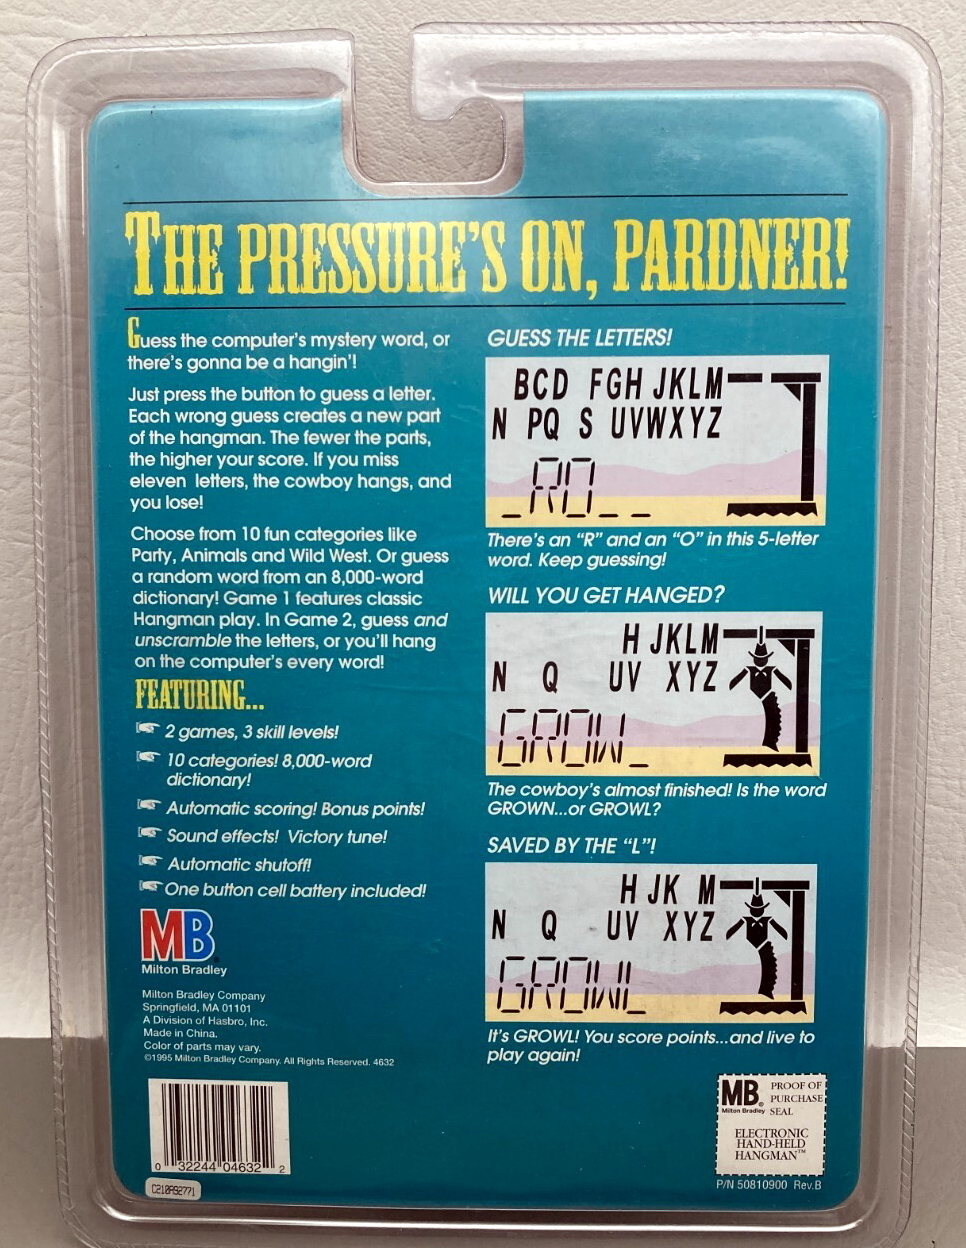 THE PRESSURE'S ON, PARDNER!
Guess the computer's mystery word, or
there's gonna be a hangin'!
Just press the button to guess a letter.
Each wrong guess creates a new part
of the hangman. The fewer the parts,
the higher your score. If you miss
eleven letters, the cowboy hangs, and
you lose!
Choose from 10 fun categories like
Party, Animals and Wild West. Or guess
a random word from an 8,000-word
dictionary! Game 1 features classic
Hangman play. In Game 2, guess and
unscramble the letters, or you'll hang
on the computer's every word!
FEATURING...
2 games, 3 skill levels!
10 categories! 8,000-word
dictionary!
Automatic scoring! Bonus points!
Sound effects! Victory tune!
Automatic shutoff!
One button cell battery included!
MB®
Milton Bradley
Milton Bradley Company
Springfield, MA 01101
A Division of Hasbro, Inc.
Made in China.
Color of parts may vary.
©1995 Milton Bradley Company. All Rights Reserved. 4632
0 32244 04632 2
C210A92771
GUESS THE LETTERS!
BCD FGH JKLM
N PQ S UVWXYZ
_RO_ _
There's an "R" and an "O" in this 5-letter
word. Keep guessing!
WILL YOU GET HANGED?
H JKLM
N Q UV XYZ
GROW_
The cowboy's almost finished! Is the word
GROWN...or GROWL?
SAVED BY THE "L"!
H JK M
N Q UV XYZ
GROWL
It's GROWL! You score points...and live to
play again!
MB®
Milton Bradley
PROOF OF
PURCHASE
SEAL
ELECTRONIC
HAND-HELD
HANGMAN™
P/N 50810900 Rev.B